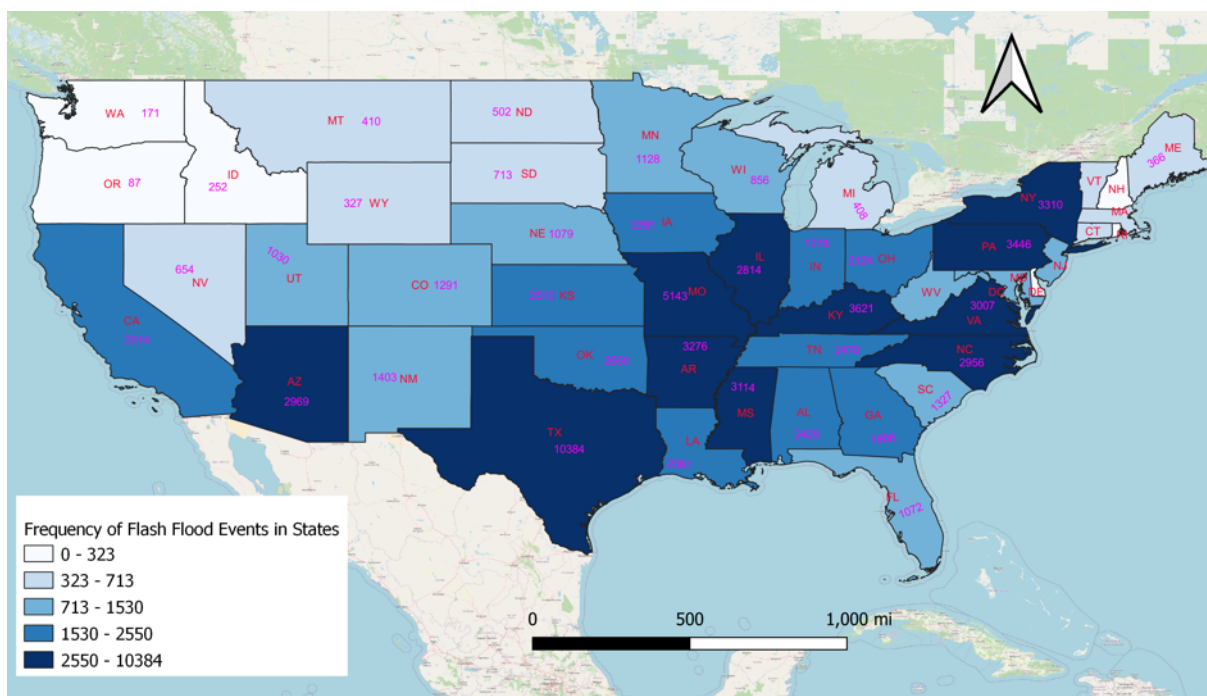 WA 171
MT 410
502 ND
MN
1128
ME
366
OR 87
ID
252
713 SD
WI
856
MI
408
VT
NH
NY
3310
MA
CT
327 WY
IA
NE 1079
PA 3446
NJ
1030
UT
654
NV
CO 1291
IL
2814
IN
OH
WV
DC
DE
3007
VA
2512 KS
5143 MO
3621
KY
CA
AZ
2969
1403 NM
OK
2550
3276
AR
TN
NC
2956
SC
1327
3114
MS
AL
GA
TX
10384
LA
FL
1072
Frequency of Flash Flood Events in States
0 - 323
323 - 713
713 - 1530
1530 - 2550
2550 - 10384
0 500 1,000 mi